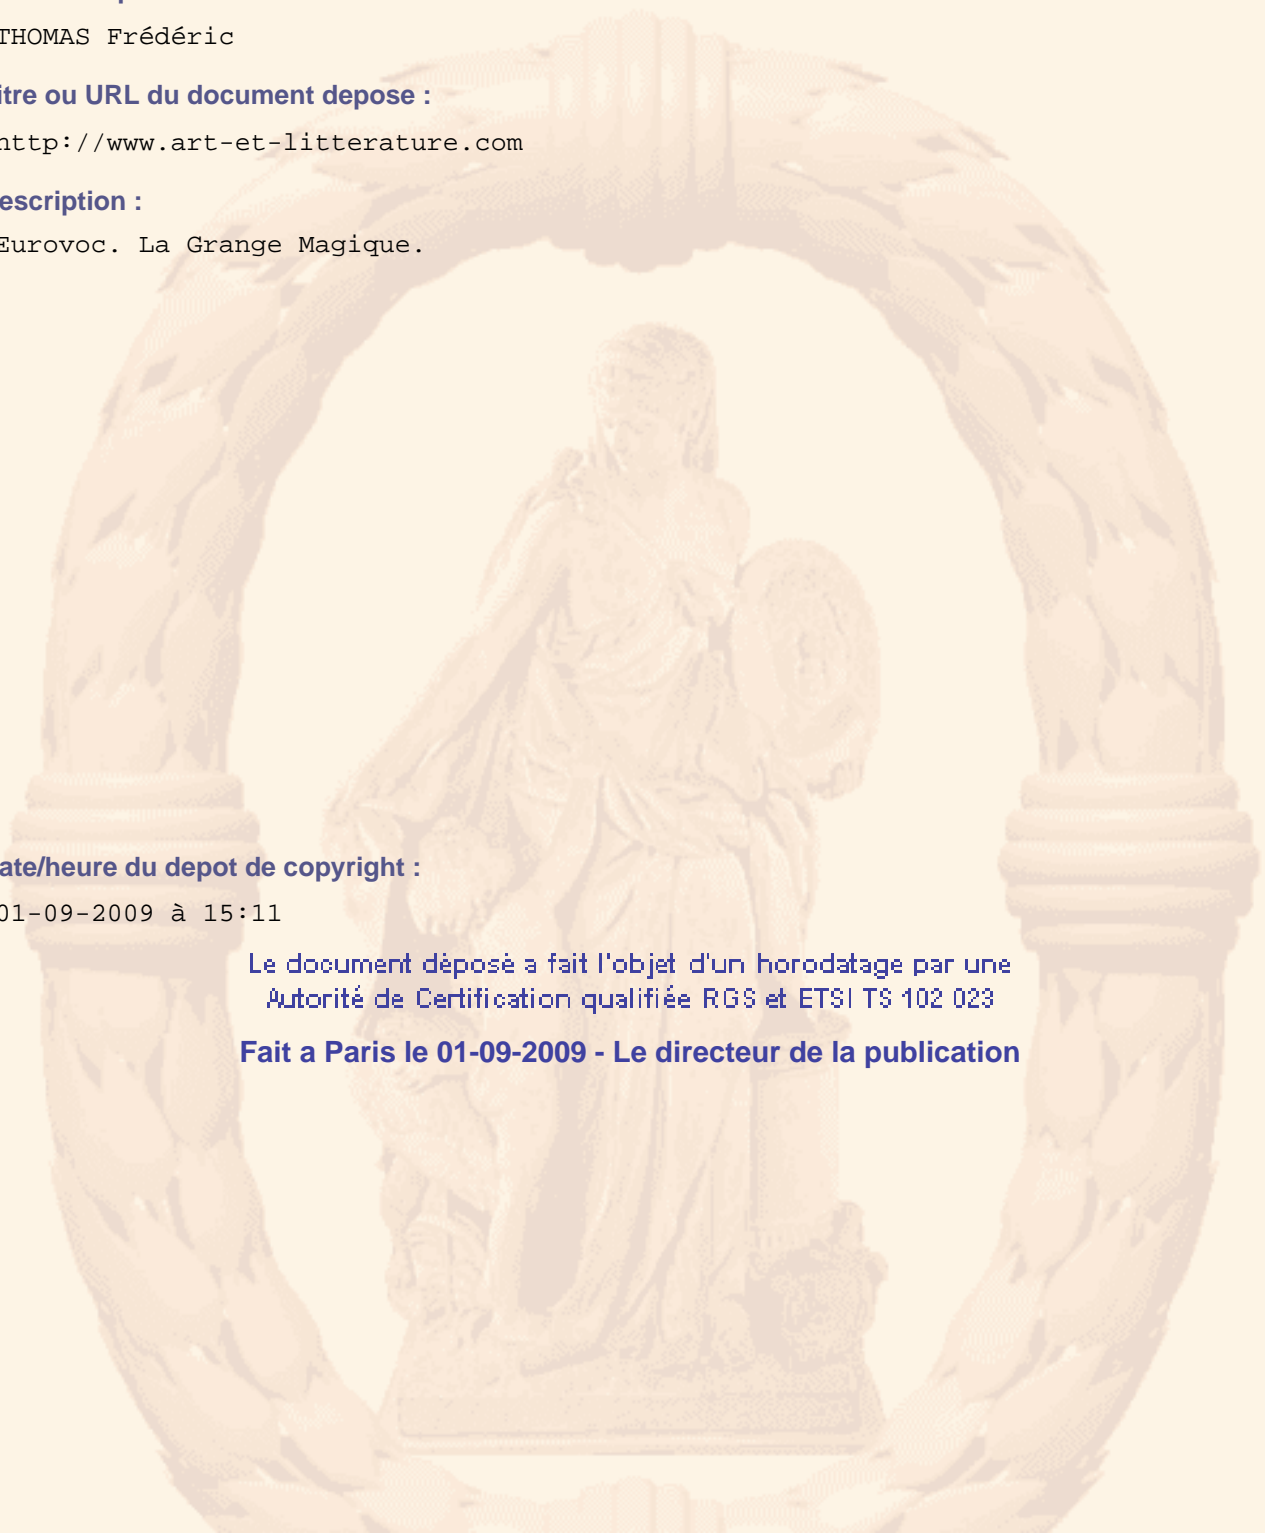 THOMAS Frédéric
itre ou URL du document depose :
http://www.art-et-litterature.com
escription :
Eurovoc. La Grange Magique.
ate/heure du depot de copyright :
01-09-2009 à 15:11
Le document déposé a fait l'objet d'un horodatage par une
Autorité de Certification qualifiée RGS et ETSI TS 102 023
Fait a Paris le 01-09-2009 - Le directeur de la publication